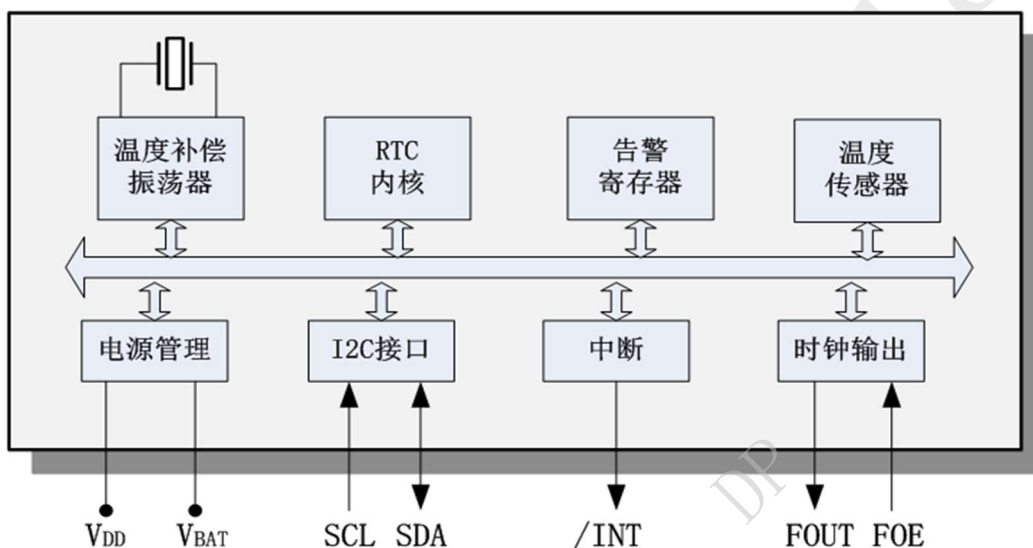 温度补偿
振荡器
RTC
内核
告警
寄存器
温度
传感器
电源管理
I2C接口
中断
时钟输出
VDD
VBAT
SCL
SDA
/INT
FOUT
FOE
DP